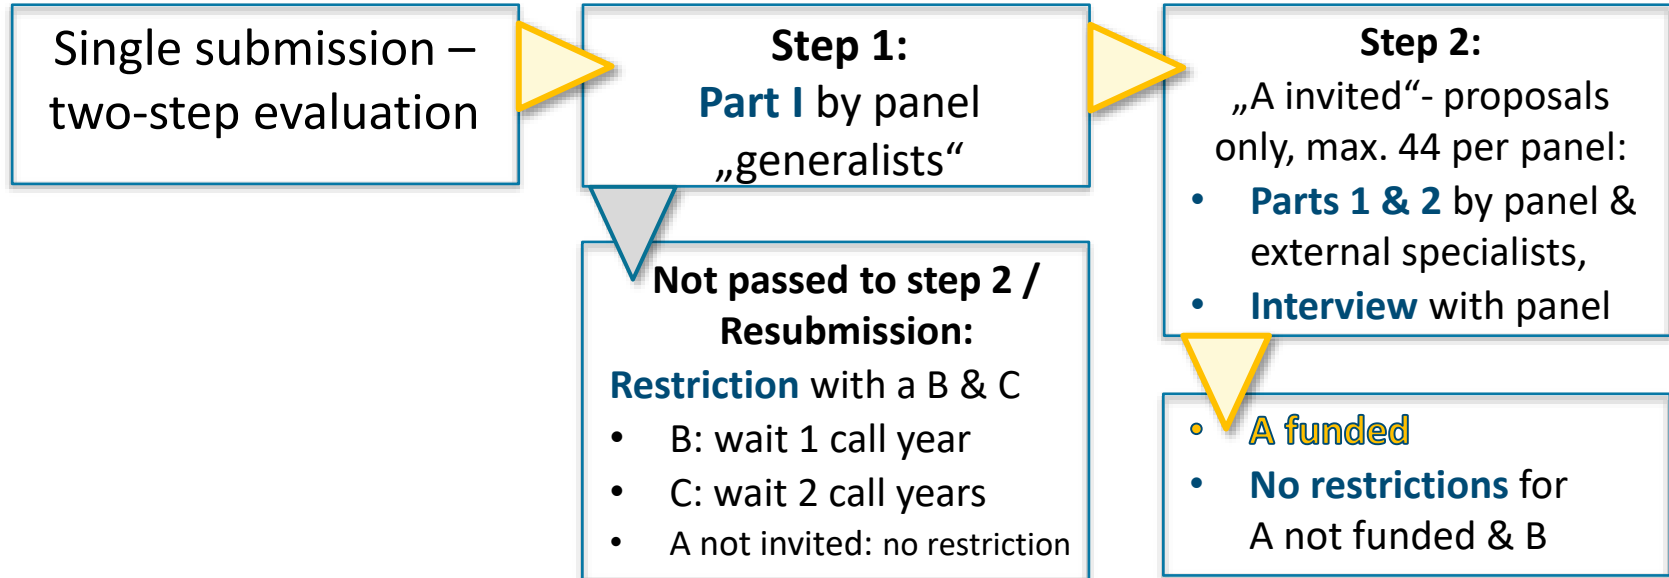 Single submission –
two-step evaluation
Step 1:
Part I by panel
„generalists“
Not passed to step 2 /
Resubmission:
Restriction with a B & C
• B: wait 1 call year
• C: wait 2 call years
• A not invited: no restriction
Step 2:
„A invited“- proposals
only, max. 44 per panel:
• Parts 1 & 2 by panel &
external specialists,
• Interview with panel
• A funded
• No restrictions for
A not funded & B